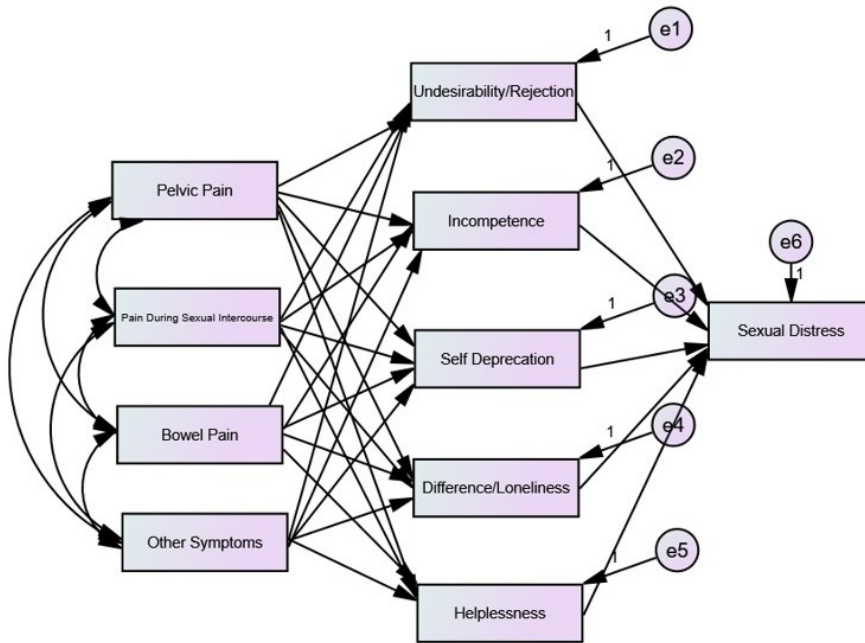 1
e1
Undesirability/Rejection
1
e2
Pelvic Pain
Incompetence
e6
1
1
e3
Pain During Sexual Intercourse
Sexual Distress
Self Deprecation
1
e4
Bowel Pain
Difference/Loneliness
Other Symptoms
1
e5
Helplessness